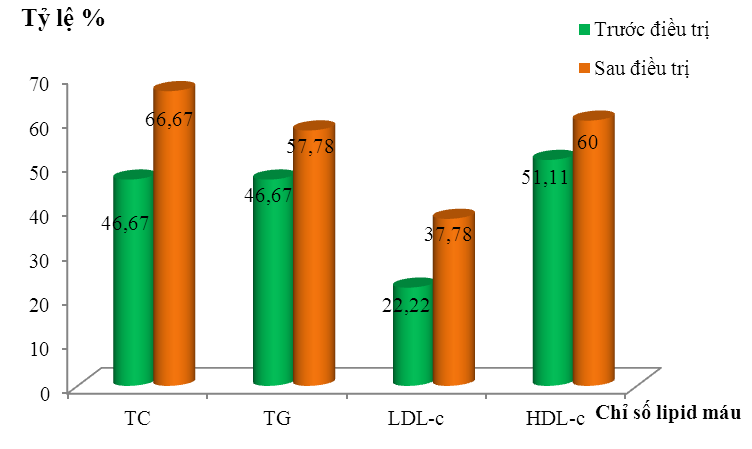 Tỷ lệ %
Trước điều trị
Sau điều trị
70
60
50
40
30
20
10
0
46,67
66,67
46,67
57,78
22,22
37,78
51,11
60
TC
TG
LDL-c
HDL-c
Chỉ số lipid máu